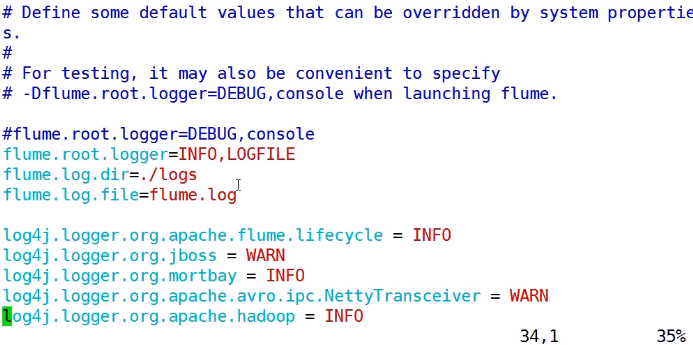 # Define some default values that can be overridden by system propertie
s.
#
# For testing, it may also be convenient to specify
# -Dflume.root.logger=DEBUG,console when launching flume.
#flume.root.logger=DEBUG,console
flume.root.logger=INFO,LOGFILE
flume.log.dir=./logs
flume.log.file=flume.log
log4j.logger.org.apache.flume.lifecycle = INFO
log4j.logger.org.jboss = WARN
log4j.logger.org.mortbay = INFO
log4j.logger.org.apache.avro.ipc.NettyTransceiver = WARN
log4j.logger.org.apache.hadoop = INFO
34,1 35%